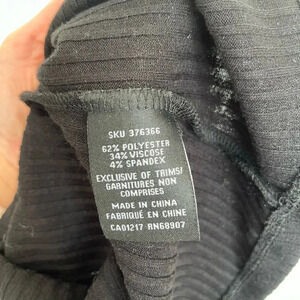 SKU 376366
62% POLYESTER
34% VISCOSE
4% SPANDEX
EXCLUSIVE OF TRIMS/
GARNITURES NON
COMPRISES
MADE IN CHINA
FABRIQUÉ EN CHINE
CA01217-RN68907